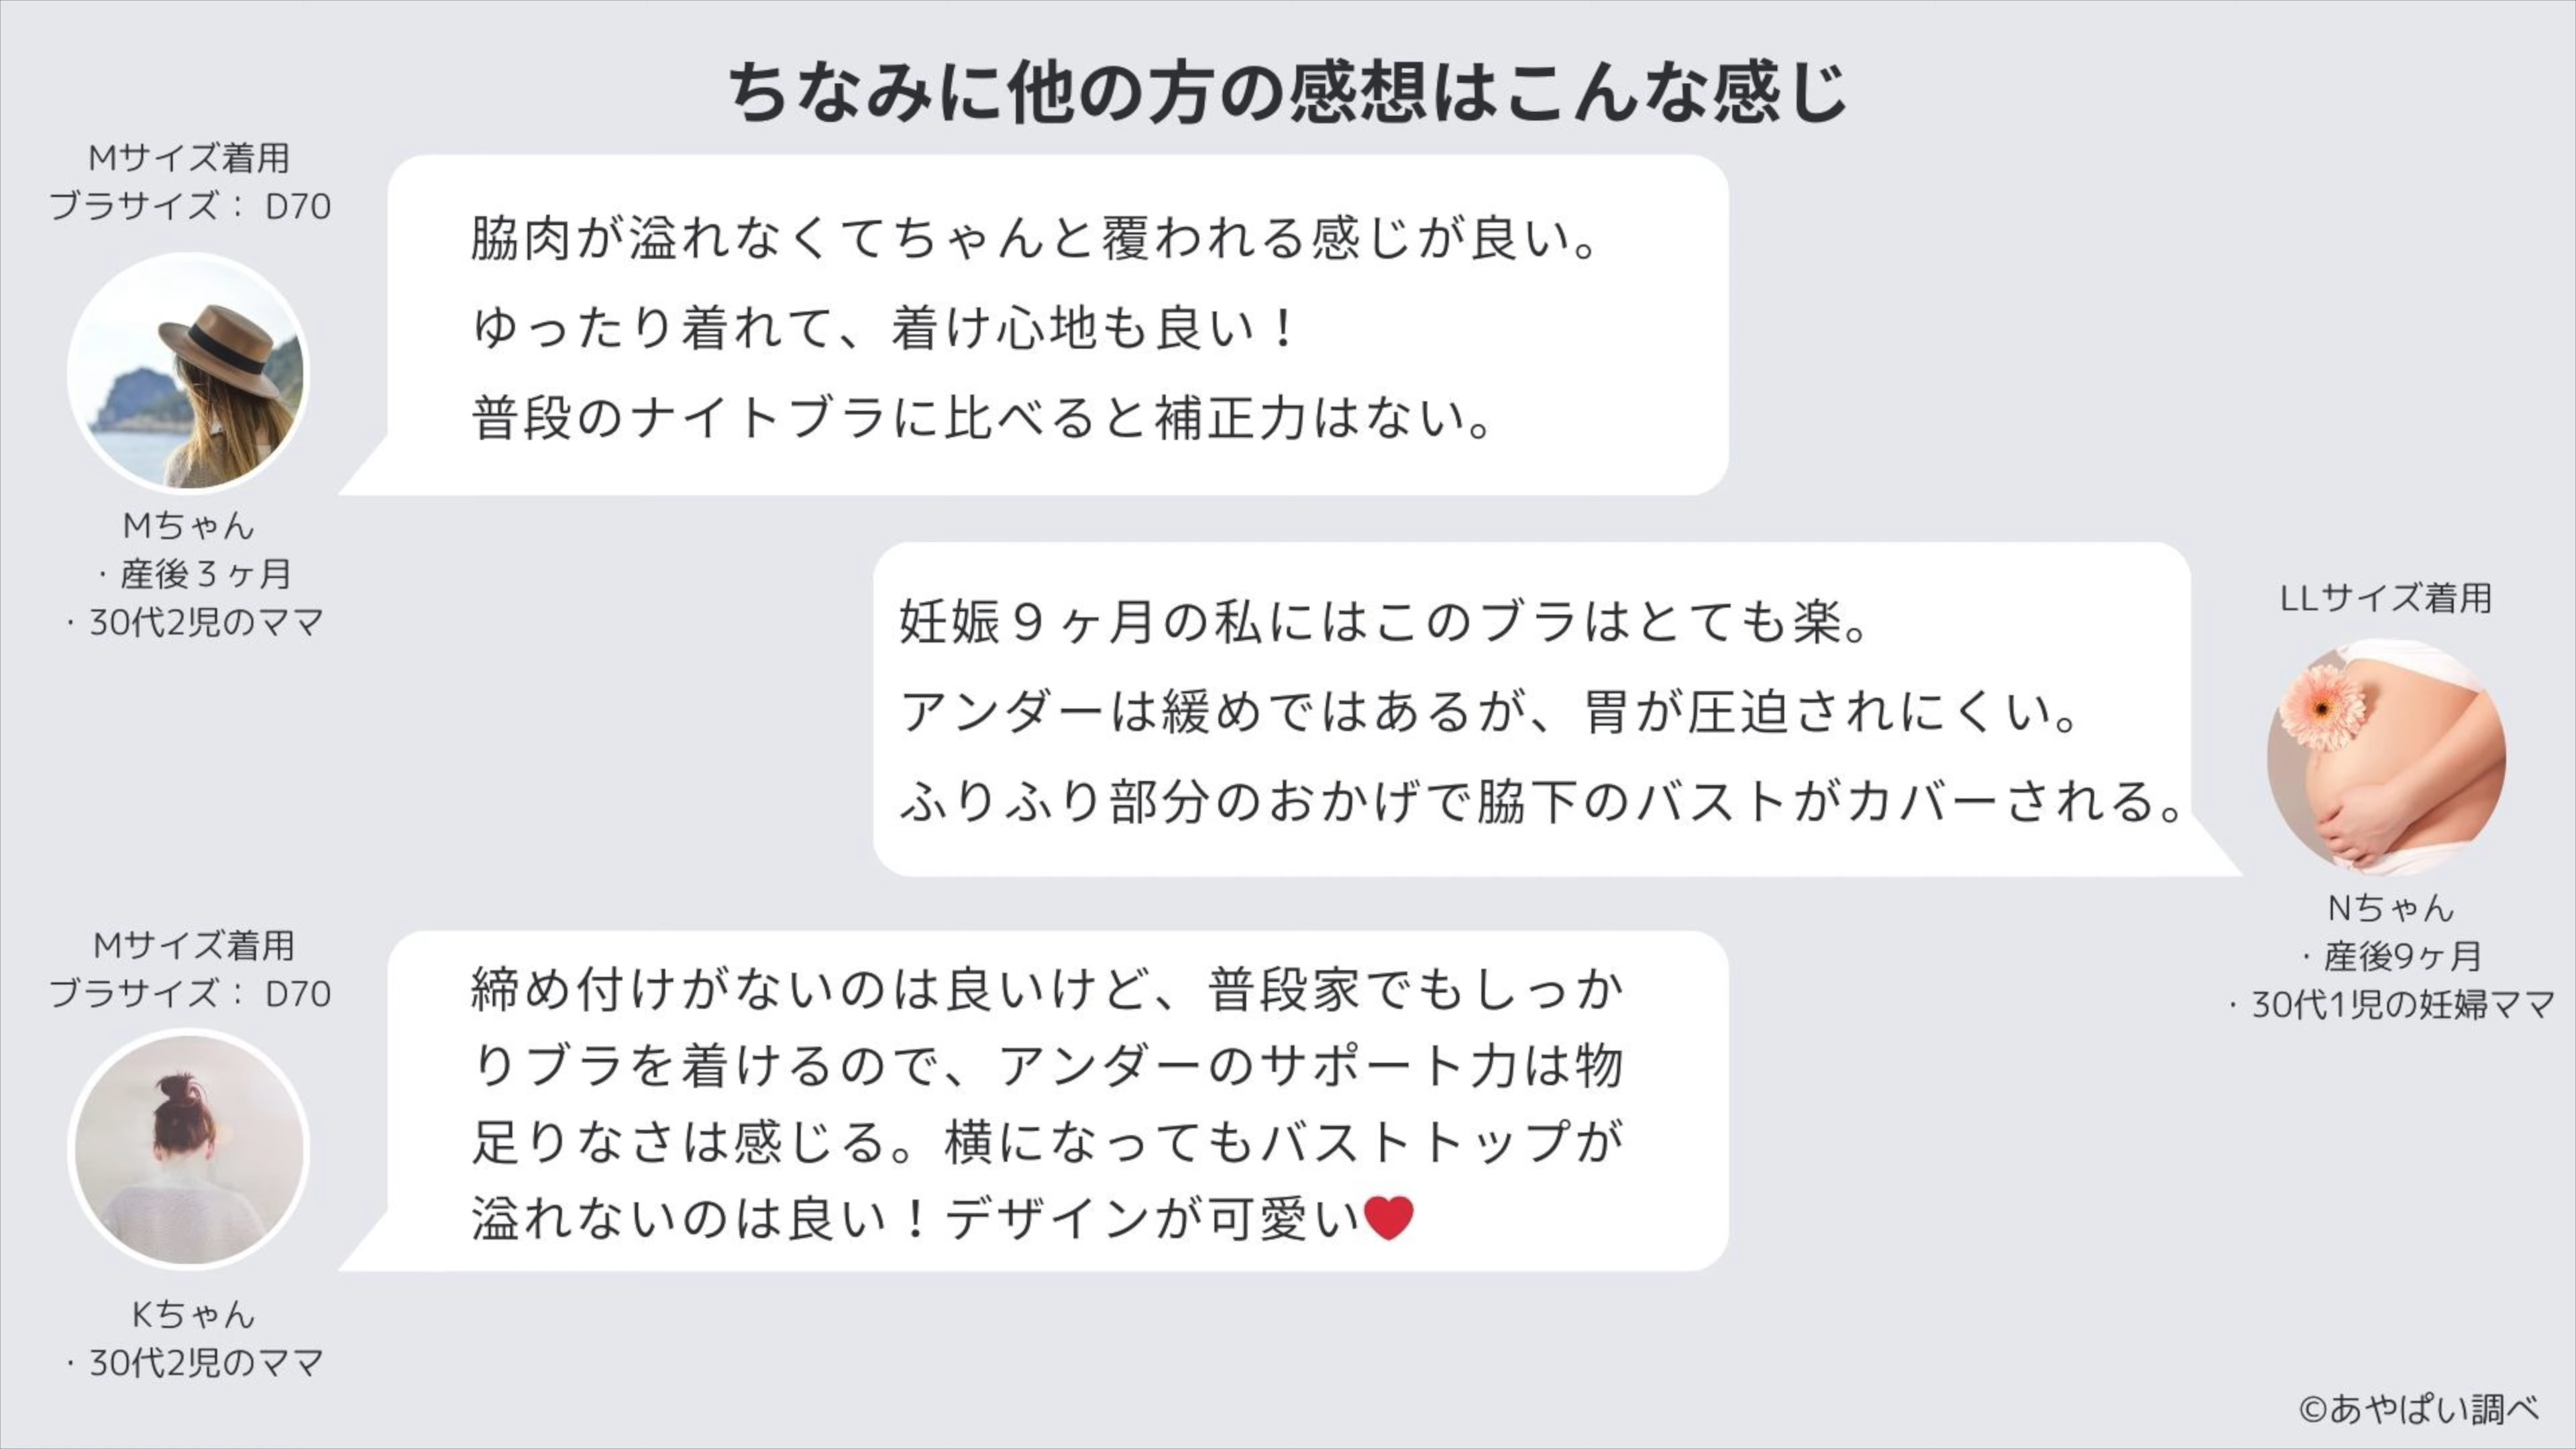 ちなみに他の方の感想はこんな感じ
Mサイズ着用
ブラサイズ： D70
脇肉が溢れなくてちゃんと覆われる感じが良い。
ゆったり着れて、着け心地も良い！
普段のナイトブラに比べると補正力はない。
Mちゃん
・産後３ヶ月
・30代2児のママ
妊娠９ヶ月の私にはこのブラはとても楽。
アンダーは緩めではあるが、胃が圧迫されにくい。
ふりふり部分のおかげで脇下のバストがカバーされる。
LLサイズ着用
Nちゃん
・産後9ヶ月
・30代1児の妊婦ママ
Mサイズ着用
ブラサイズ： D70
締め付けがないのは良いけど、普段家でもしっか
りブラを着けるので、アンダーのサポート力は物
足りなさは感じる。横になってもバストトップが
溢れないのは良い！デザインが可愛い❤
Kちゃん
・30代2児のママ
©あやぱい調べ